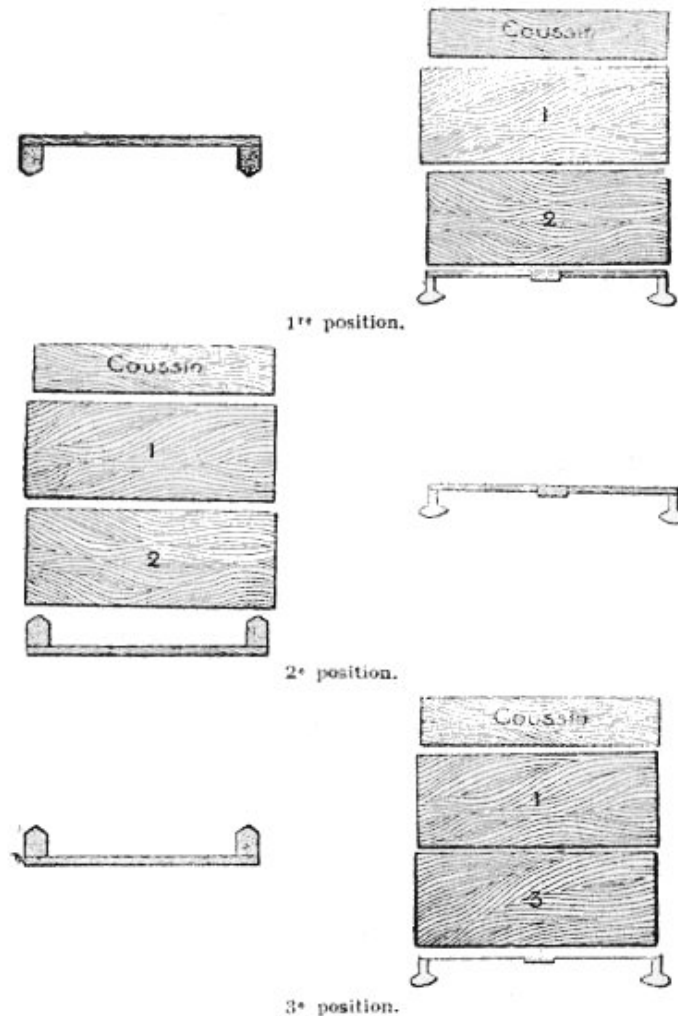 Coussin
1
2
1re position.
Coussin
1
2
2e position.
Coussin
1
3
3e position.